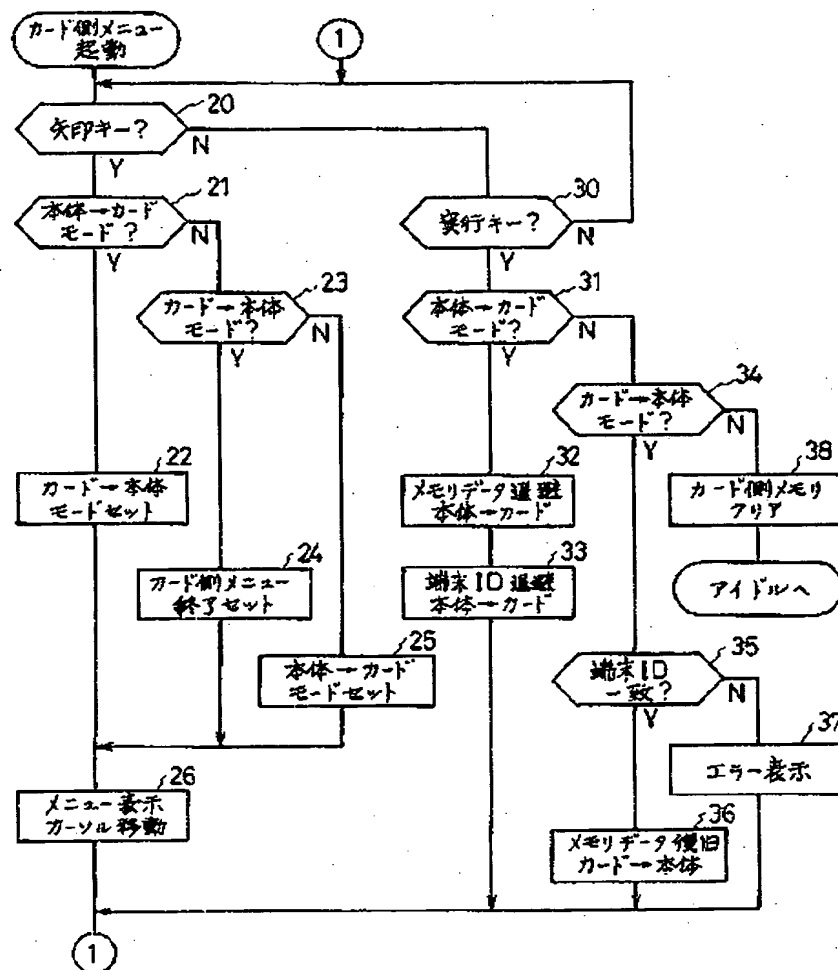 カード側メニュー
起動
1
20
矢印キー?
N
Y
21
本体→カード
モード?
N
Y
23
カード→本体
モード?
N
Y
22
カード→本体
モードセット
24
カード側メニュー
終了セット
25
本体→カード
モードセット
26
メニュー表示
カーソル移動
1
30
実行キー?
N
Y
31
本体→カード
モード?
N
Y
32
メモリデータ退避
本体→カード
33
端末ID退避
本体→カード
34
カード→本体
モード?
N
Y
38
カード側メモリ
クリア
アイドルへ
35
端末ID
一致?
N
Y
37
エラー表示
36
メモリデータ復旧
カード→本体